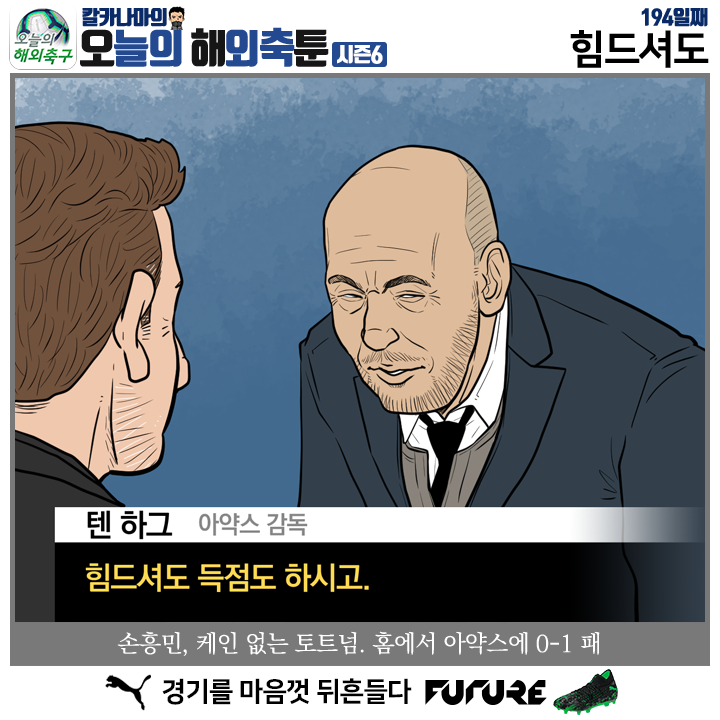 오늘의
해외축구
칼카나마의
오늘의 해외축툰
시즌6
194일째
힘드셔도
텐 하그 아약스 감독
힘드셔도 득점도 하시고.
손흥민, 케인 없는 토트넘. 홈에서 아약스에 0-1 패
경기를 마음껏 뒤흔들다 FUTURE